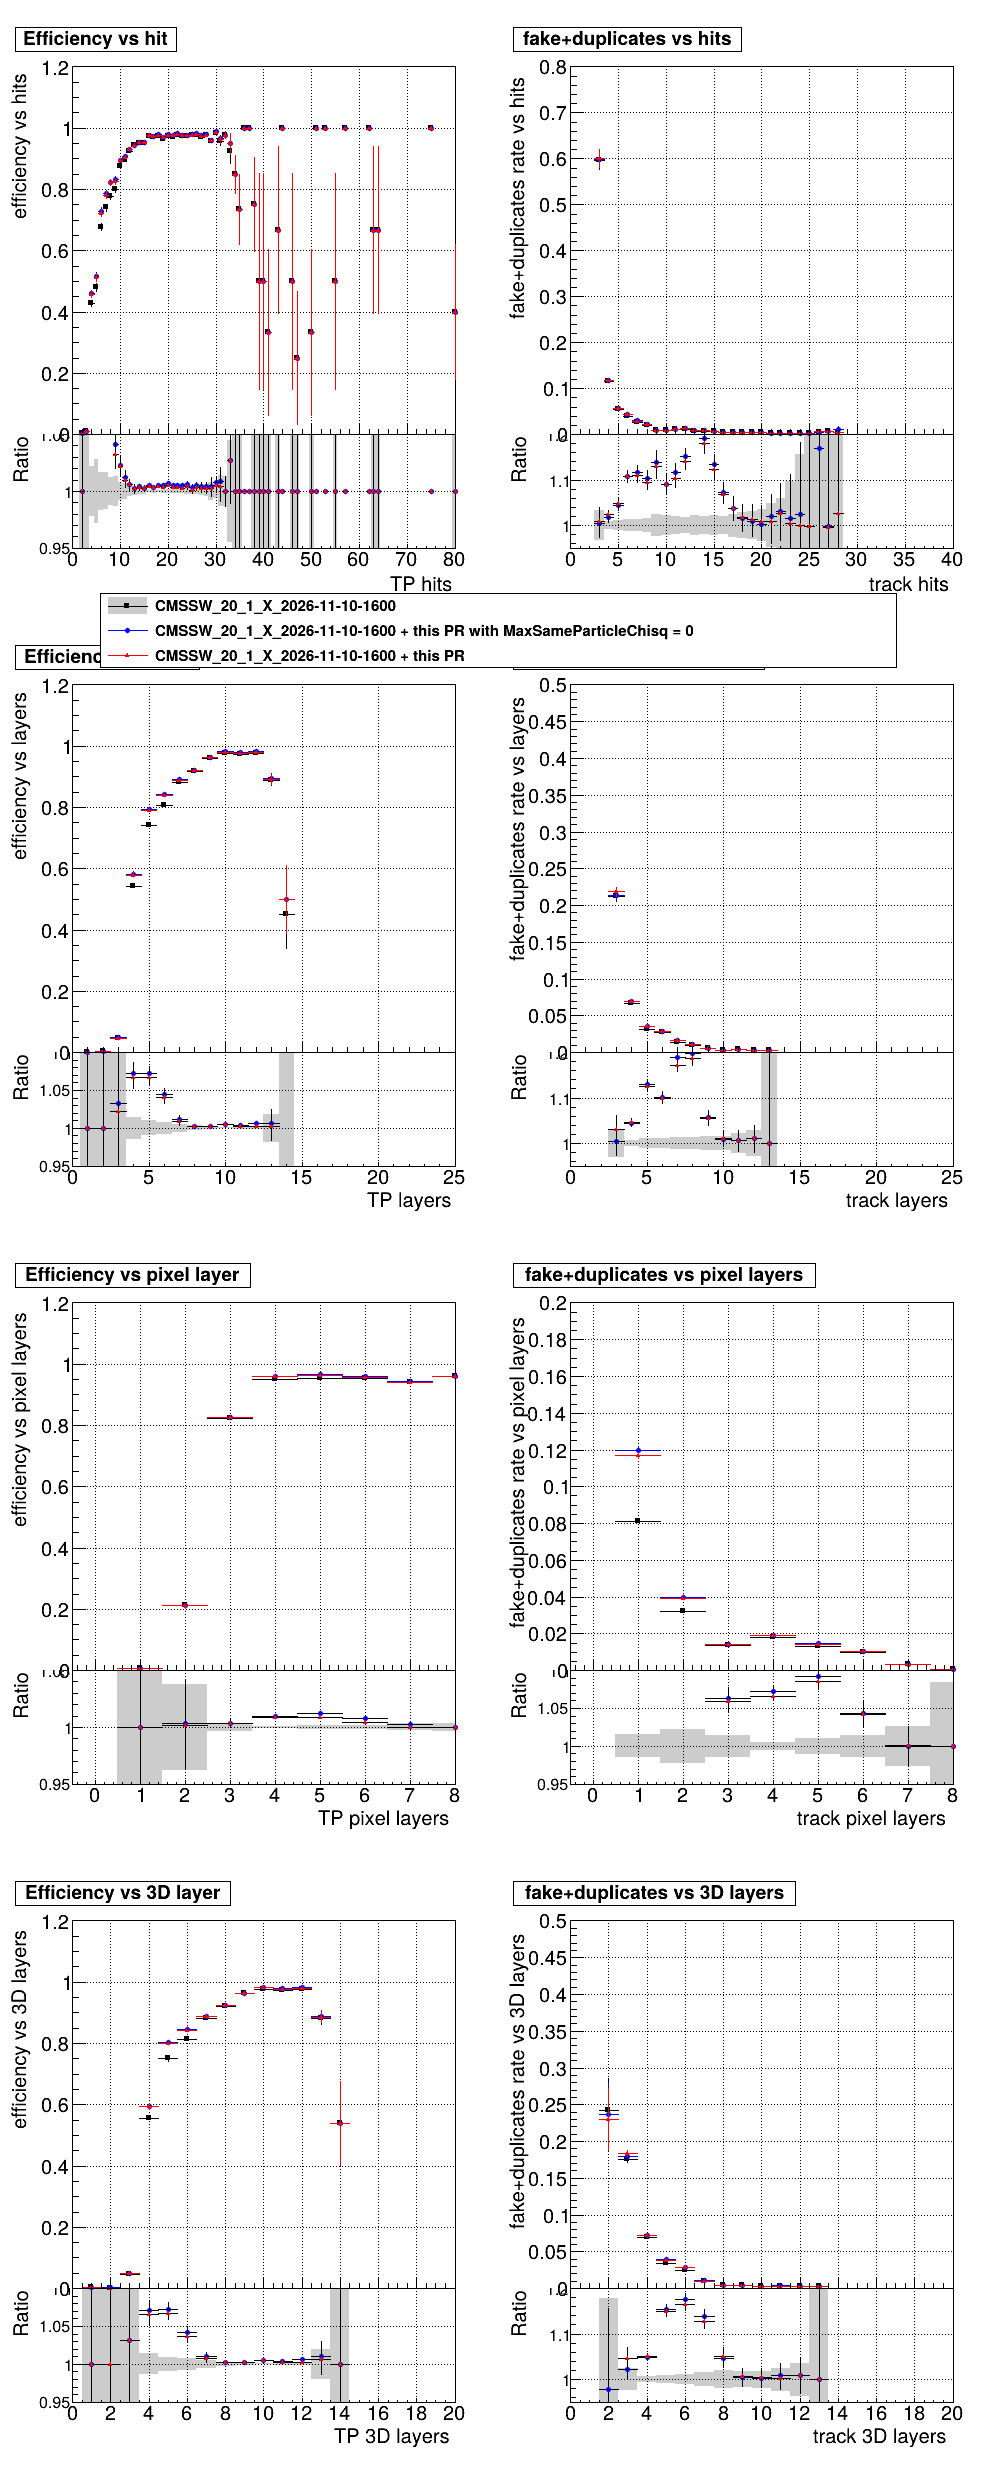 Efficiency vs hit
fake+duplicates vs hits
efficiency vs hits
1.2
1
0.8
0.6
0.4
0.2
0
Ratio
1
0.95
0 10 20 30 40 50 60 70 80
TP hits
fake+duplicates rate vs hits
0.8
0.7
0.6
0.5
0.4
0.3
0.2
0.1
0
Ratio
1.1
1
0 5 10 15 20 25 30 35 40
track hits
CMSSW_20_1_X_2026-11-10-1600
CMSSW_20_1_X_2026-11-10-1600 + this PR with MaxSameParticleChisq = 0
CMSSW_20_1_X_2026-11-10-1600 + this PR
efficiency vs layers
1.2
1
0.8
0.6
0.4
0.2
0
Ratio
1.05
1
0.95
0 5 10 15 20 25
TP layers
fake+duplicates rate vs layers
0.5
0.45
0.4
0.35
0.3
0.25
0.2
0.15
0.1
0.05
0
Ratio
1.1
1
0 5 10 15 20 25
track layers
Efficiency vs pixel layer
fake+duplicates vs pixel layers
efficiency vs pixel layers
1.2
1
0.8
0.6
0.4
0.2
0
Ratio
1
0.95
0 1 2 3 4 5 6 7 8
TP pixel layers
fake+duplicates rate vs pixel layers
0.2
0.18
0.16
0.14
0.12
0.1
0.08
0.06
0.04
0.02
0
Ratio
1.05
1
0.95
0 1 2 3 4 5 6 7 8
track pixel layers
Efficiency vs 3D layer
fake+duplicates vs 3D layers
efficiency vs 3D layers
1.2
1
0.8
0.6
0.4
0.2
0
Ratio
1.05
1
0.95
0 2 4 6 8 10 12 14 16 18 20
TP 3D layers
fake+duplicates rate vs 3D layers
0.5
0.45
0.4
0.35
0.3
0.25
0.2
0.15
0.1
0.05
0
Ratio
1.1
1
0 2 4 6 8 10 12 14 16 18 20
track 3D layers